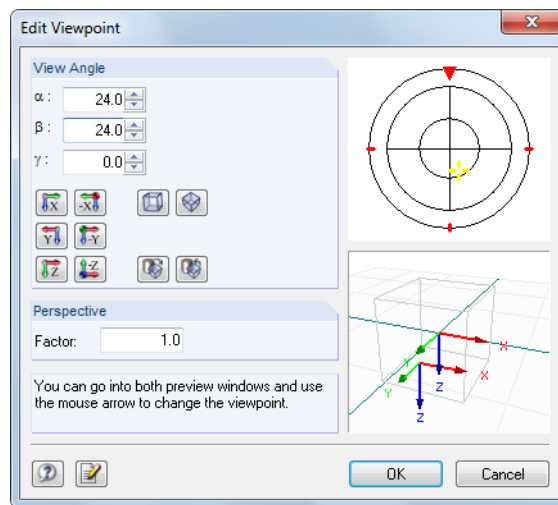 Edit Viewpoint
View Angle
α : 24.0
β : 24.0
γ : 0.0
X -X
Y -Y
Z -Z
Perspective
Factor: 1.0
You can go into both preview windows and use
the mouse arrow to change the viewpoint.
X
Y
Z
X
Y
Z
OK Cancel